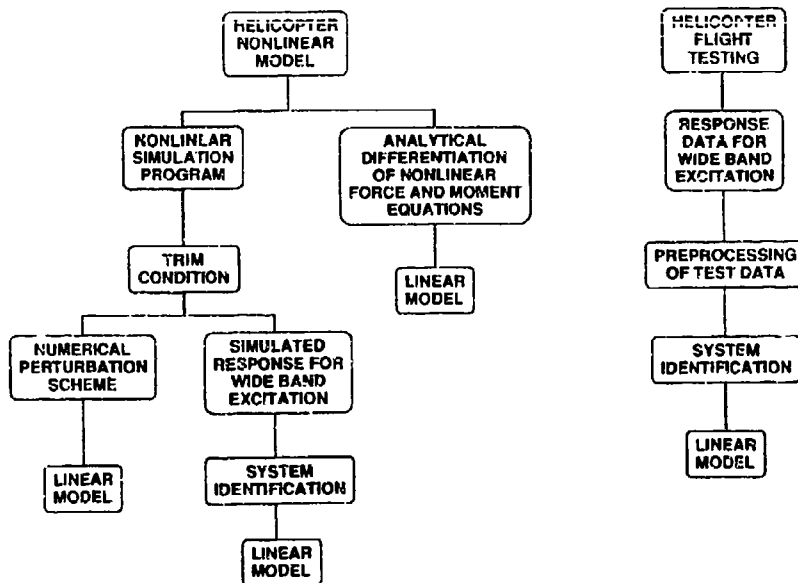 HELICOPTER
NONLINEAR
MODEL
NONLINEAR
SIMULATION
PROGRAM
ANALYTICAL
DIFFERENTIATION
OF NONLINEAR
FORCE AND MOMENT
EQUATIONS
TRIM
CONDITION
LINEAR
MODEL
NUMERICAL
PERTURBATION
SCHEME
SIMULATED
RESPONSE FOR
WIDE BAND
EXCITATION
LINEAR
MODEL
SYSTEM
IDENTIFICATION
LINEAR
MODEL
HELICOPTER
FLIGHT
TESTING
RESPONSE
DATA FOR
WIDE BAND
EXCITATION
PREPROCESSING
OF TEST DATA
SYSTEM
IDENTIFICATION
LINEAR
MODEL